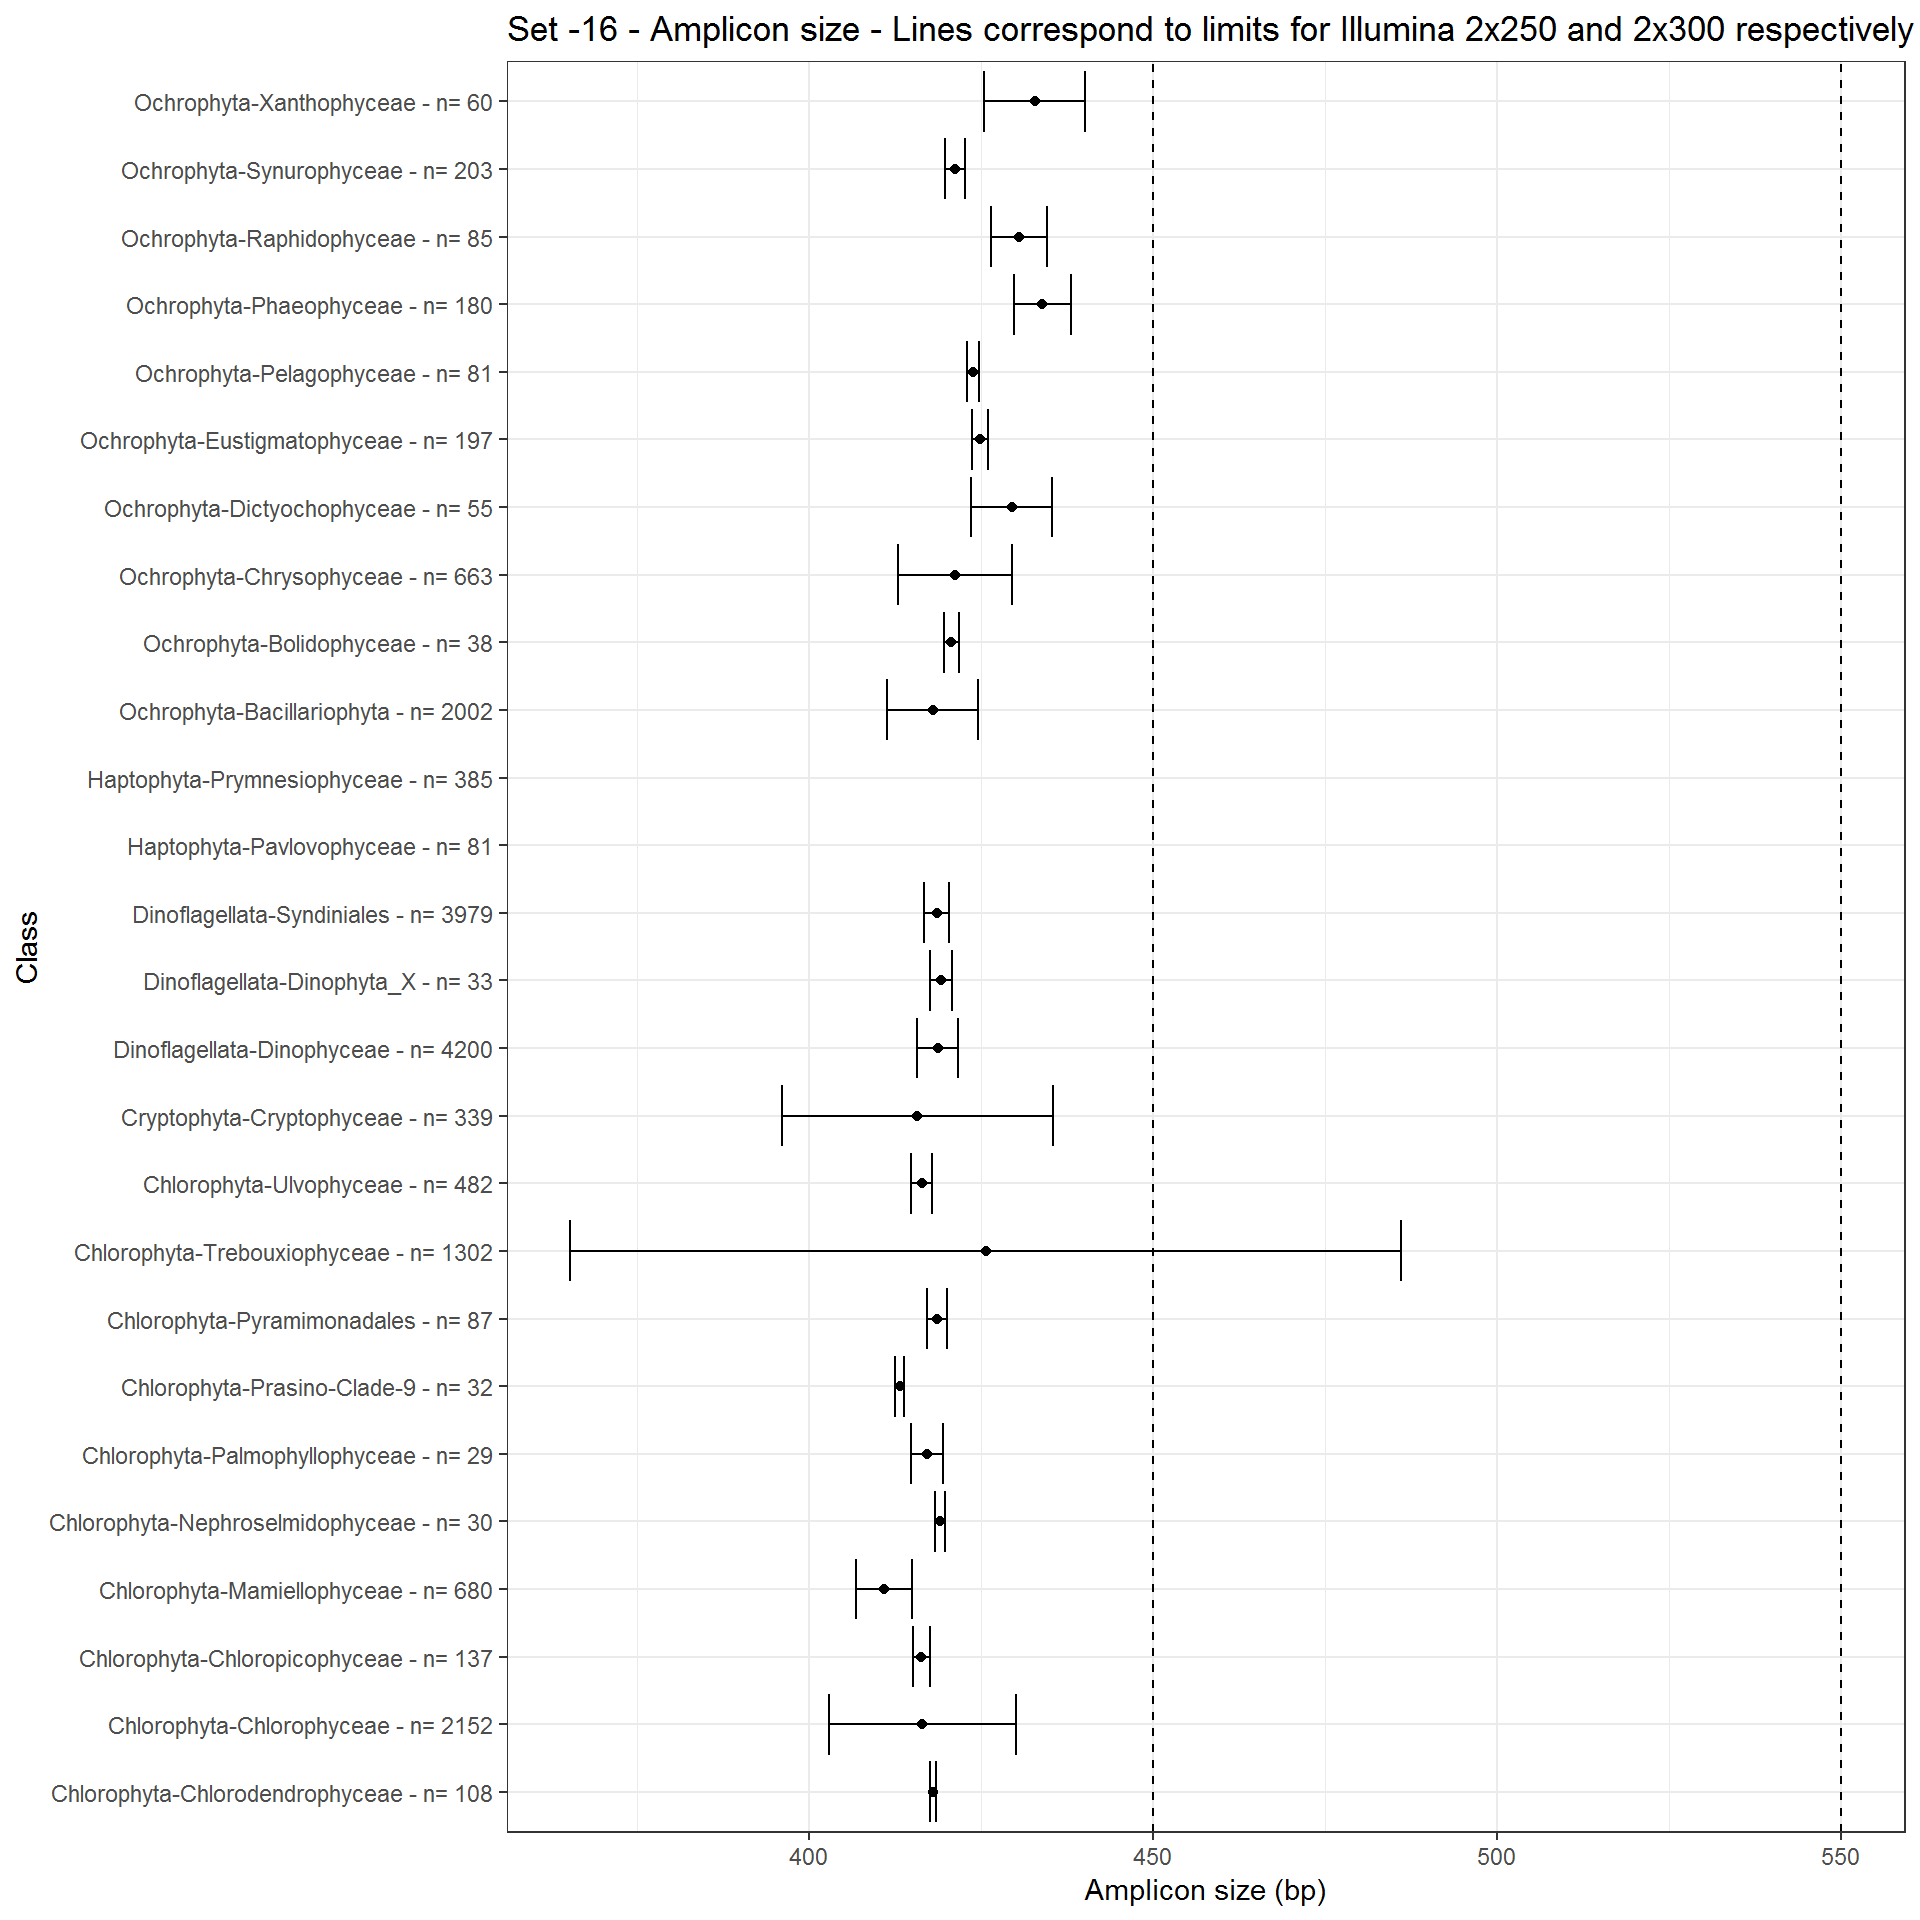 Set -16 - Amplicon size - Lines correspond to limits for Illumina 2x250 and 2x300 respectively
Ochrophyta-Xanthophyceae - n= 60
Ochrophyta-Synurophyceae - n= 203
Ochrophyta-Raphidophyceae - n= 85
Ochrophyta-Phaeophyceae - n= 180
Ochrophyta-Pelagophyceae - n= 81
Ochrophyta-Eustigmatophyceae - n= 197
Ochrophyta-Dictyochophyceae - n= 55
Ochrophyta-Chrysophyceae - n= 663
Ochrophyta-Bolidophyceae - n= 38
Ochrophyta-Bacillariophyta - n= 2002
Haptophyta-Prymnesiophyceae - n= 385
Haptophyta-Pavlovophyceae - n= 81
Dinoflagellata-Syndiniales - n= 3979
Dinoflagellata-Dinophyta_X - n= 33
Dinoflagellata-Dinophyceae - n= 4200
Cryptophyta-Cryptophyceae - n= 339
Chlorophyta-Ulvophyceae - n= 482
Chlorophyta-Trebouxiophyceae - n= 1302
Chlorophyta-Pyramimonadales - n= 87
Chlorophyta-Prasino-Clade-9 - n= 32
Chlorophyta-Palmophyllophyceae - n= 29
Chlorophyta-Nephroselmidophyceae - n= 30
Chlorophyta-Mamiellophyceae - n= 680
Chlorophyta-Chloropicophyceae - n= 137
Chlorophyta-Chlorophyceae - n= 2152
Chlorophyta-Chlorodendrophyceae - n= 108
Class
400 450 500 550
Amplicon size (bp)